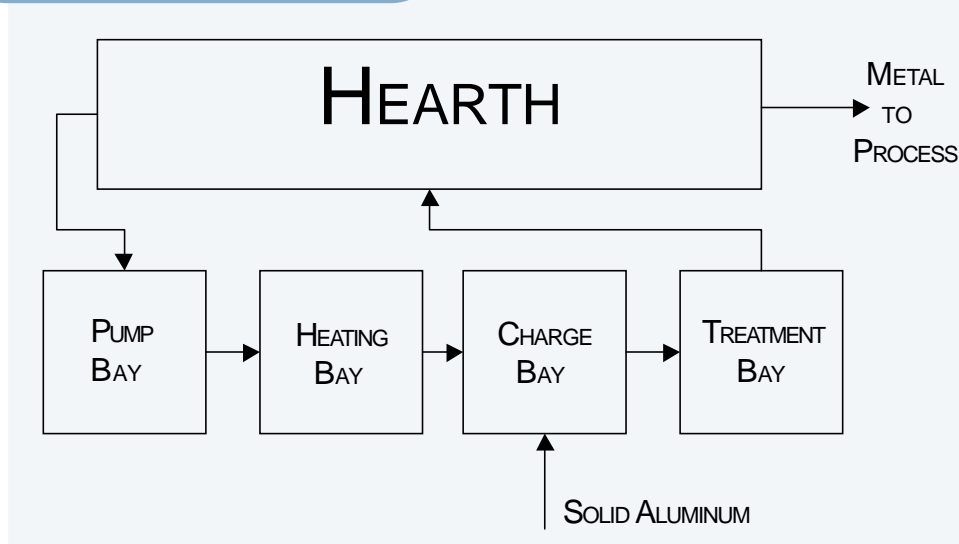 HEARTH
METAL
TO
PROCESS
PUMP
BAY
HEATING
BAY
CHARGE
BAY
TREATMENT
BAY
SOLID ALUMINUM